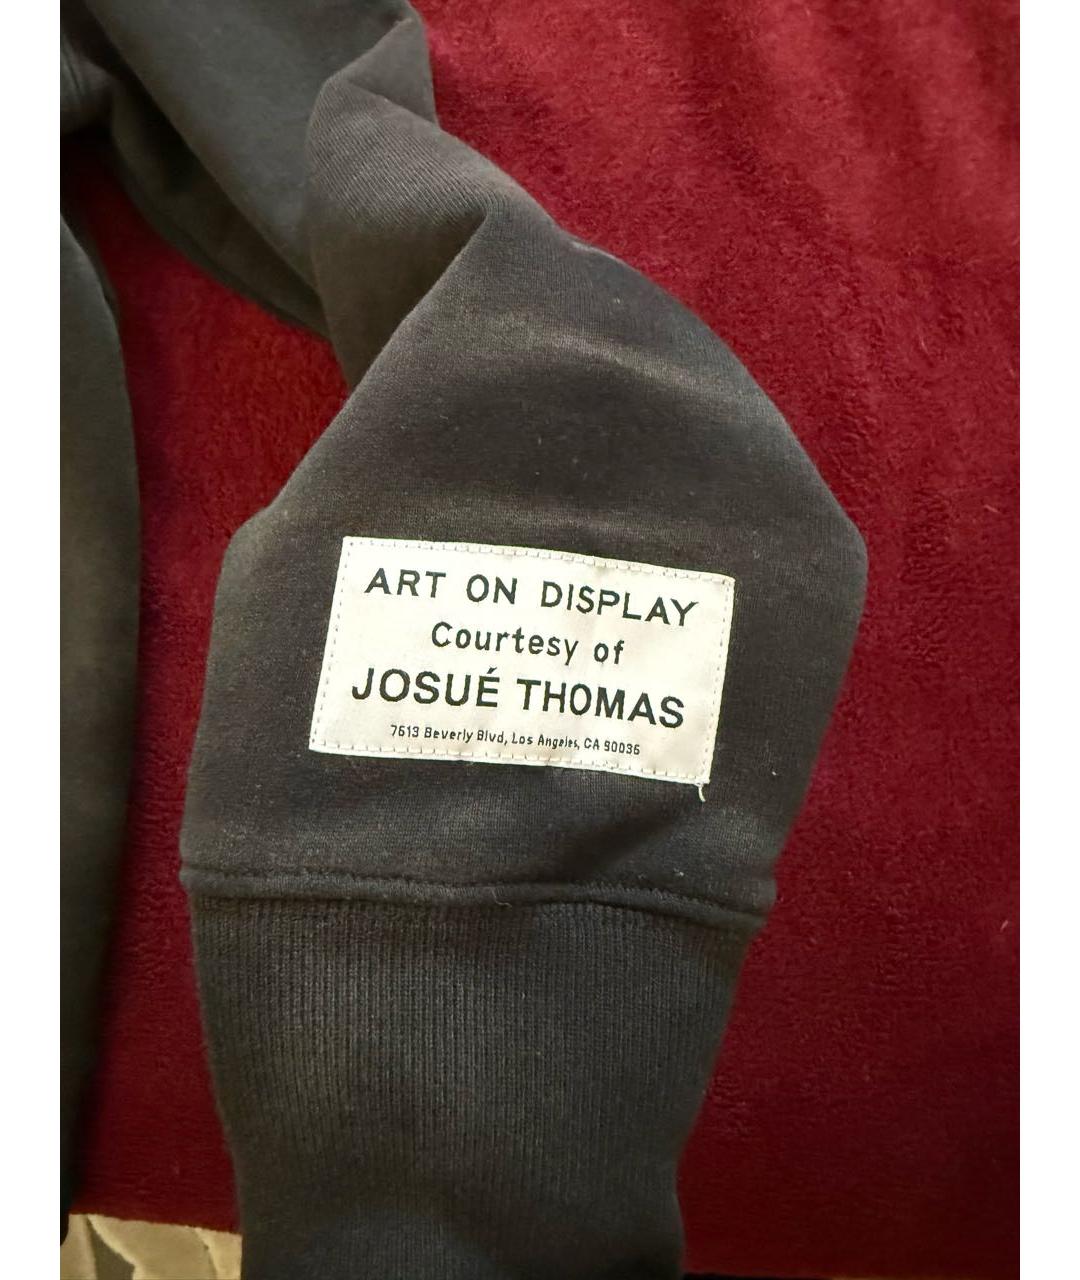 ART ON DISPLAY
Courtesy of
JOSUÉ THOMAS
7613 Beverly Blvd, Los Angeles, CA 90036